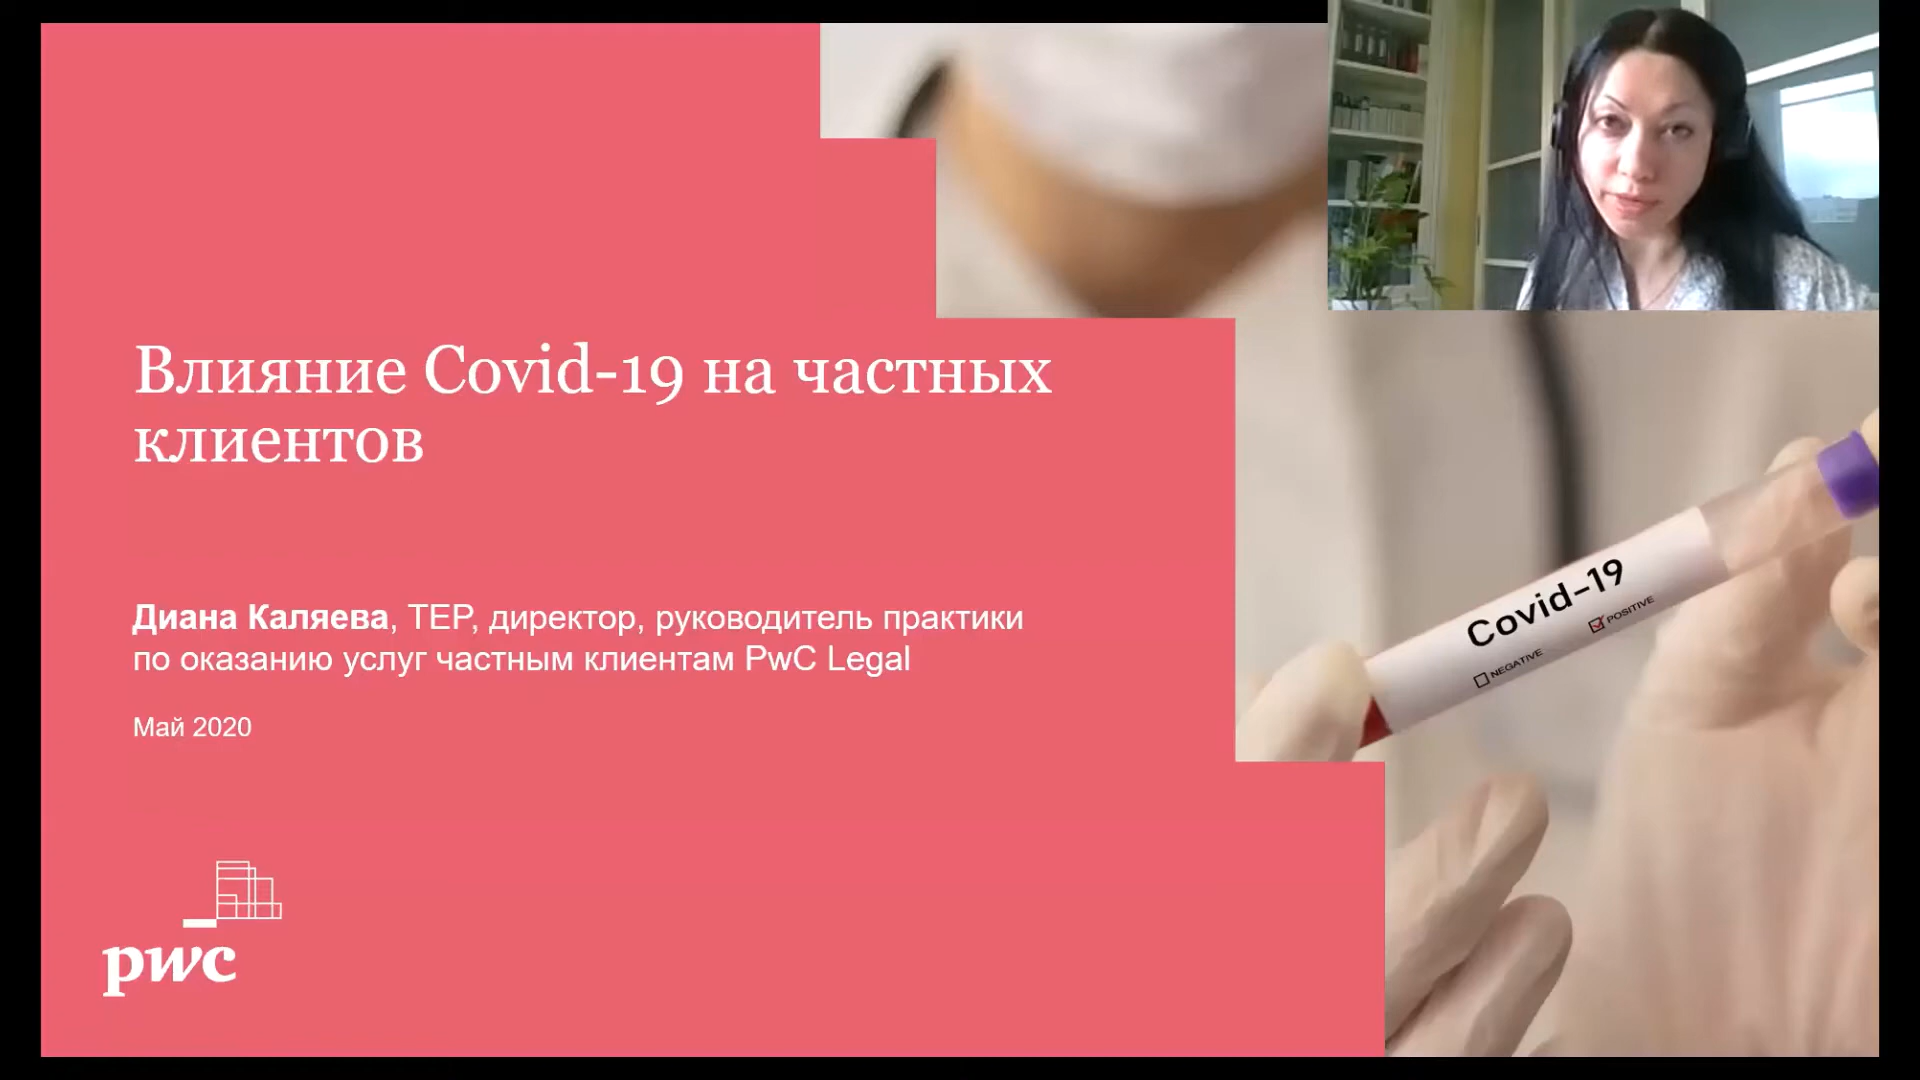 Влияние Covid-19 на частных
клиентов
Диана Каляева, TEP, директор, руководитель практики
по оказанию услуг частным клиентам PwC Legal
Май 2020
pwc
Covid-19
NEGATIVE
POSITIVE